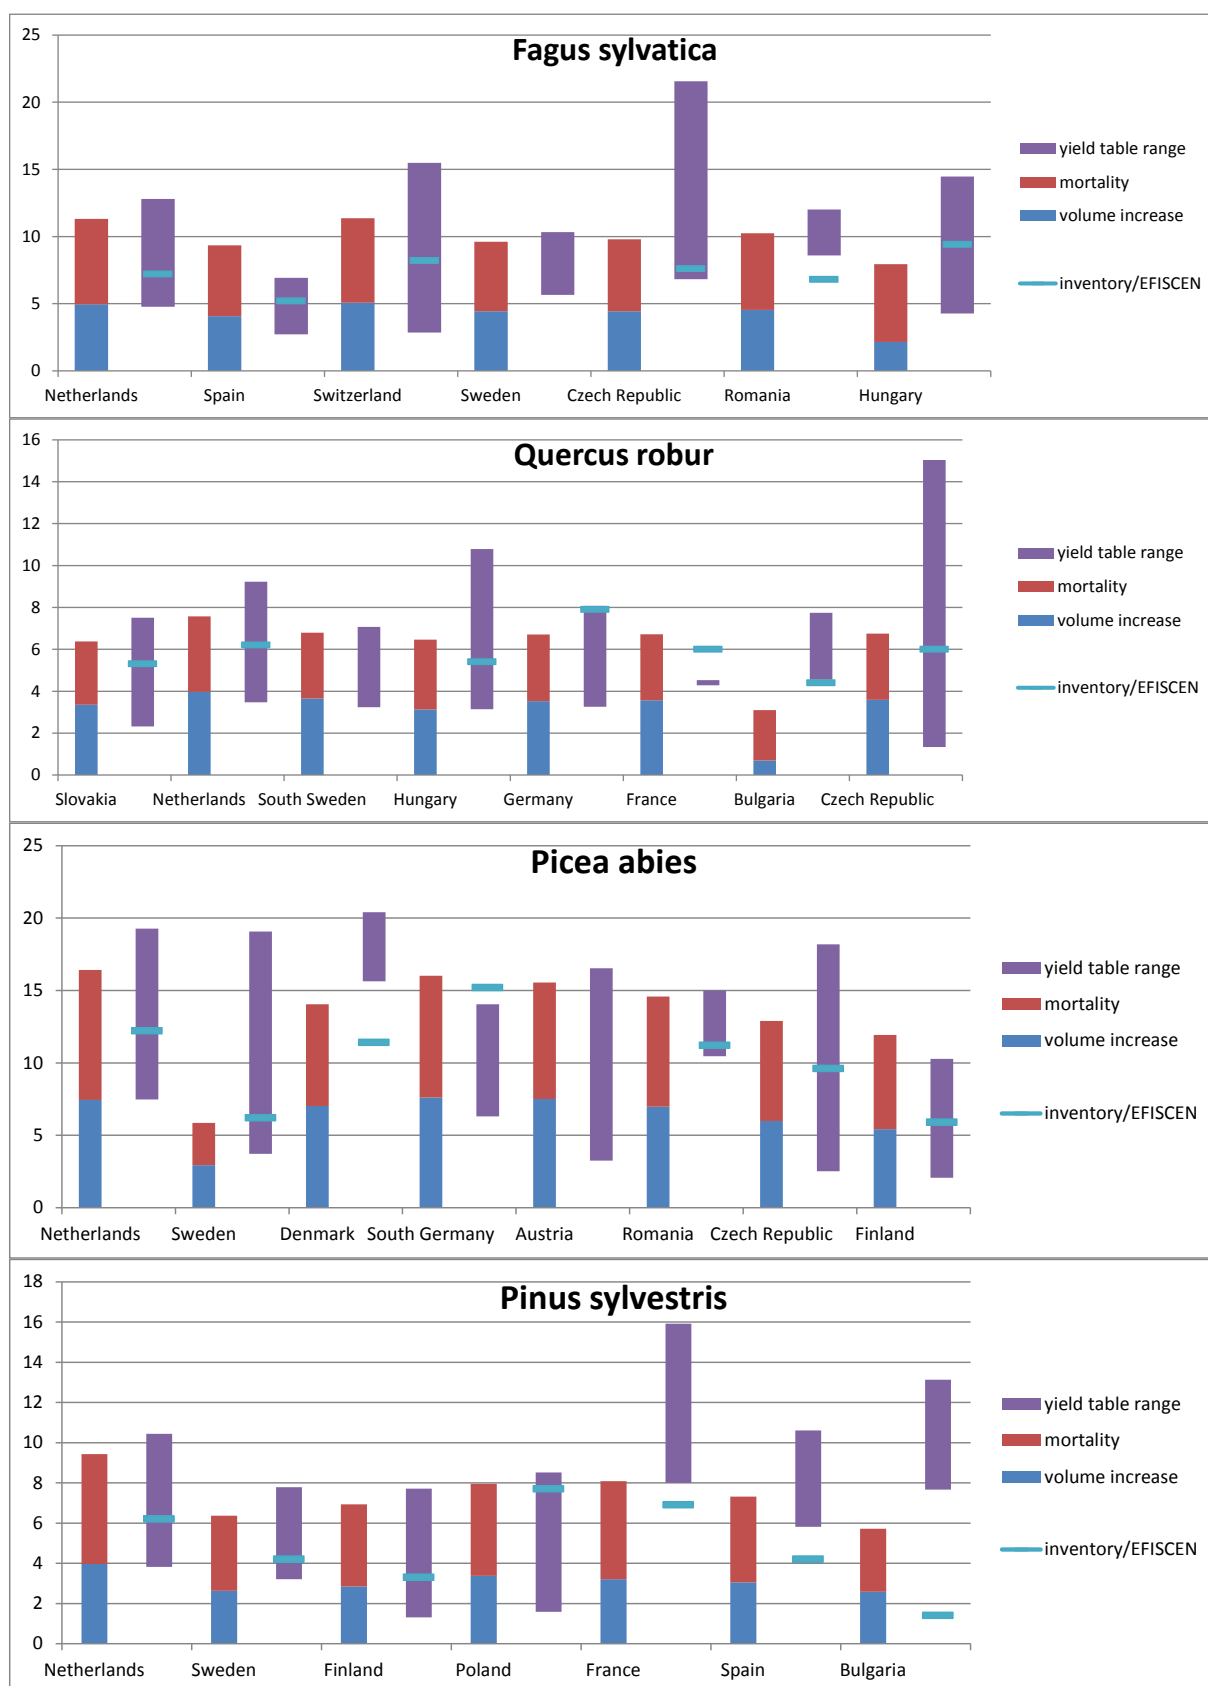 Fagus sylvatica
25
20
15
10
5
0
Netherlands Spain Switzerland Sweden Czech Republic Romania Hungary
yield table range
mortality
volume increase
inventory/EFISCEN
Quercus robur
16
14
12
10
8
6
4
2
0
Slovakia Netherlands South Sweden Hungary Germany France Bulgaria Czech Republic
yield table range
mortality
volume increase
inventory/EFISCEN
Picea abies
25
20
15
10
5
0
Netherlands Sweden Denmark South Germany Austria Romania Czech Republic Finland
yield table range
mortality
volume increase
inventory/EFISCEN
Pinus sylvestris
18
16
14
12
10
8
6
4
2
0
Netherlands Sweden Finland Poland France Spain Bulgaria
yield table range
mortality
volume increase
inventory/EFISCEN